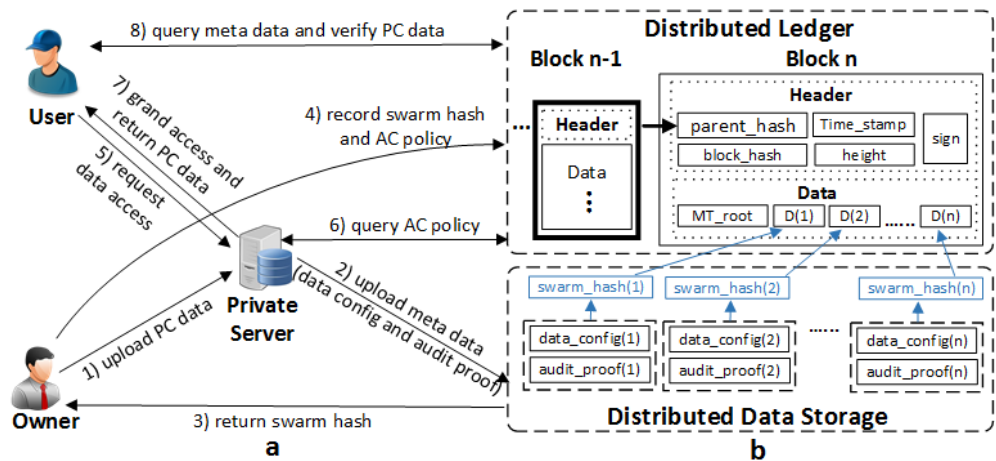 8) query meta data and verify PC data
User
7) grand access and
return PC data
5) request
data access
4) record swarm hash
and AC policy
6) query AC policy
Private
Server
2) upload meta data
(data config and audit proof)
1) upload PC data
Owner
3) return swarm hash
a
Distributed Ledger
Block n-1
Block n
...
Header
Data
⋮
Header
parent_hash
Time_stamp
sign
block_hash
height
Data
MT_root
D(1)
D(2)
......
D(n)
swarm_hash(1)
swarm_hash(2)
swarm_hash(n)
data_config(1)
data_config(2)
......
data_config(n)
audit_proof(1)
audit_proof(2)
audit_proof(n)
Distributed Data Storage
b